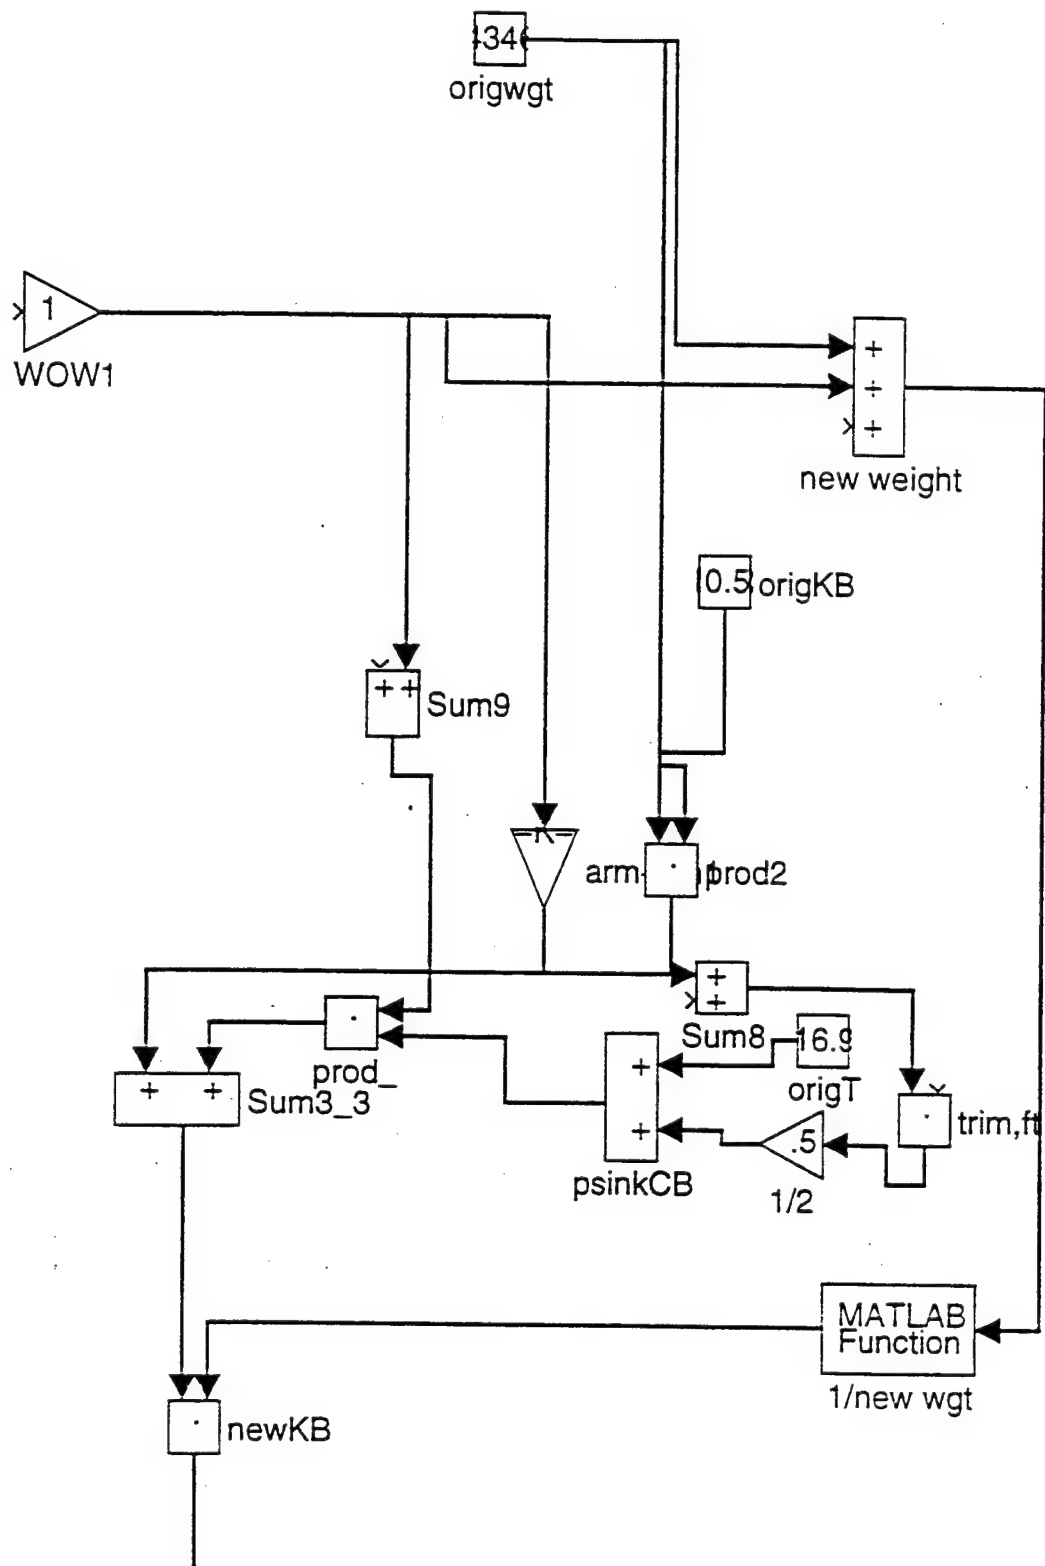 34
origwgt
1
WOW1
+
+
+
new weight
0.5
origKB
+ +
Sum9
-K-
arm
prod2
+
+
Sum8
16.9
origT
prod_
+ +
Sum3_3
+
+
psinkCB
.5
1/2
trim,ft
MATLAB
Function
1/new wgt
newKB